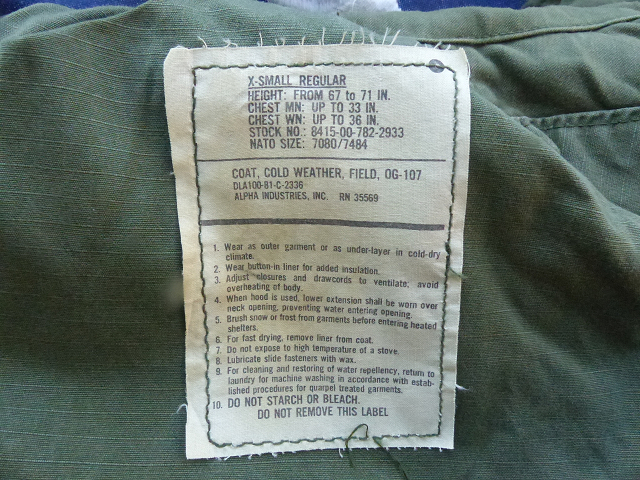 X-SMALL REGULAR
HEIGHT: FROM 67 to 71 IN.
CHEST MN: UP TO 33 IN.
CHEST WN: UP TO 36 IN.
STOCK NO.: 8415-00-782-2933
NATO SIZE: 7080/7484
COAT, COLD WEATHER, FIELD, OG-107
DLA100-81-C-2336
ALPHA INDUSTRIES, INC. RN 35569
1. Wear as outer garment or as under-layer in cold-dry
climate.
2. Wear button-in liner for added insulation.
3. Adjust closures and drawcords to ventilate, avoid
overheating of body.
4. When hood is used, lower extension shall be worn over
neck opening, preventing water entering opening.
5. Brush snow or frost from garments before entering heated
shelters.
6. For fast drying, remove liner from coat.
7. Do not expose to high temperature of a stove.
8. Lubricate slide fasteners with wax.
9. For cleaning and restoring of water repellency, return to
laundry for machine washing in accordance with estab-
lished procedures for quarpel treated garments.
10. DO NOT STARCH OR BLEACH.
DO NOT REMOVE THIS LABEL